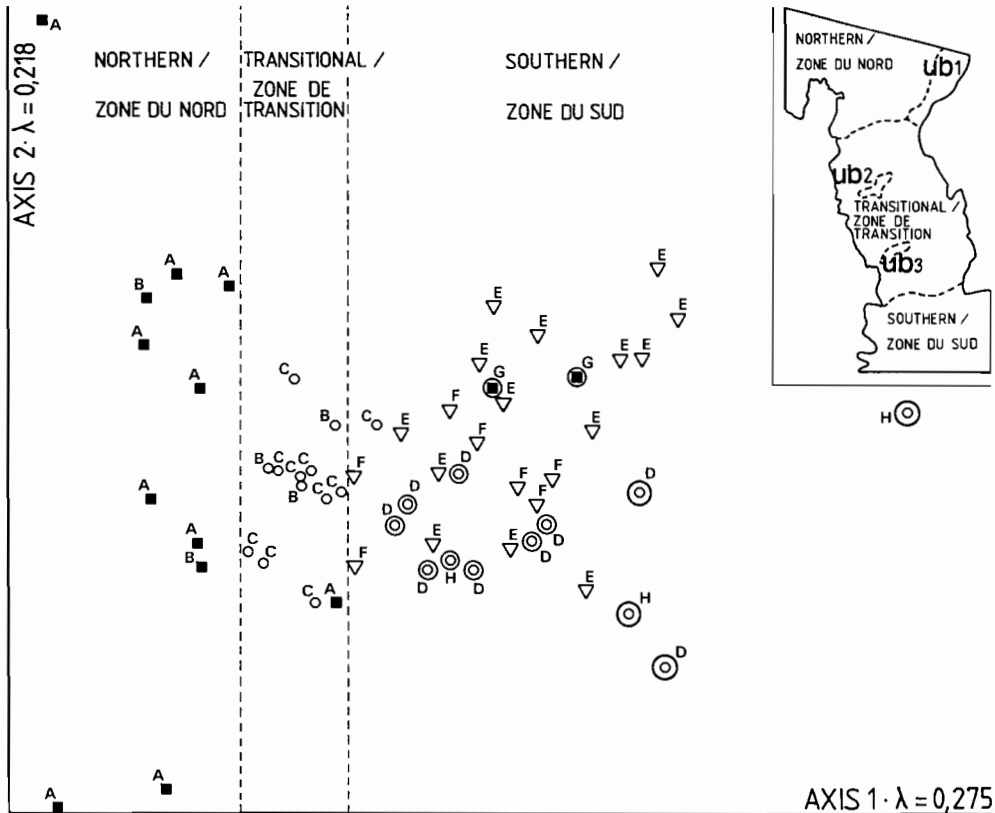 A
AXIS 2·λ=0,218
NORTHERN /
ZONE DU NORD
TRANSITIONAL /
ZONE DE
TRANSITION
SOUTHERN /
ZONE DU SUD
NORTHERN /
ZONE DU NORD
ub1
ub2
TRANSITIONAL /
ZONE DE
TRANSITION
ub3
SOUTHERN /
ZONE DU SUD
A
A
B
E
E
E
E
A
E
E
E
G
G
E
A
C
F
H
B
C
E
E
F
B
C
C
C
F
E
D
F
F
D
B
C
C
F
A
D
D
D
D
A
B
C
C
F
E
E
D
H
D
E
C
A
H
D
A
A
AXIS 1·λ=0,275